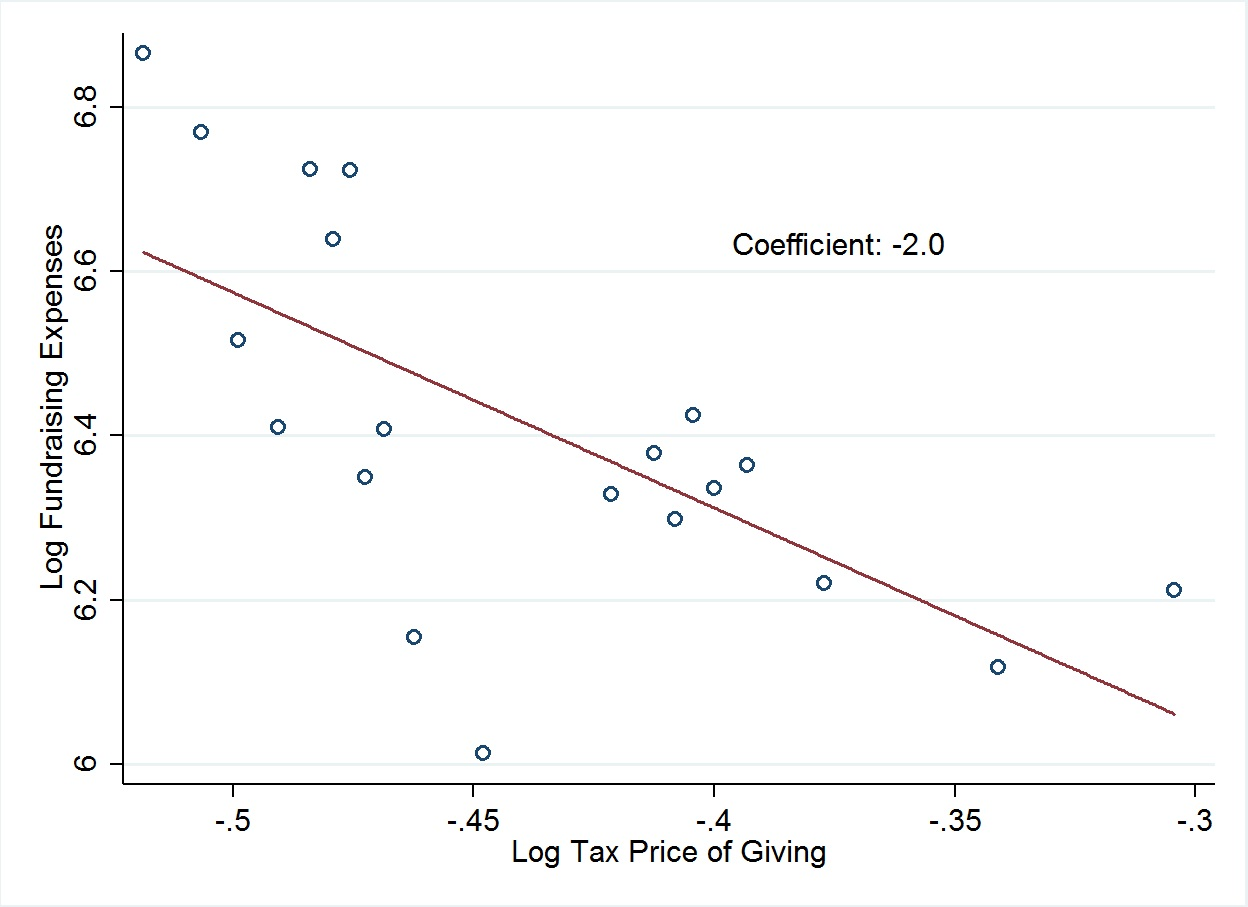 Log Fundraising Expenses
6.8
6.6
6.4
6.2
6
Coefficient: -2.0
-.5 -.45 -.4 -.35 -.3
Log Tax Price of Giving